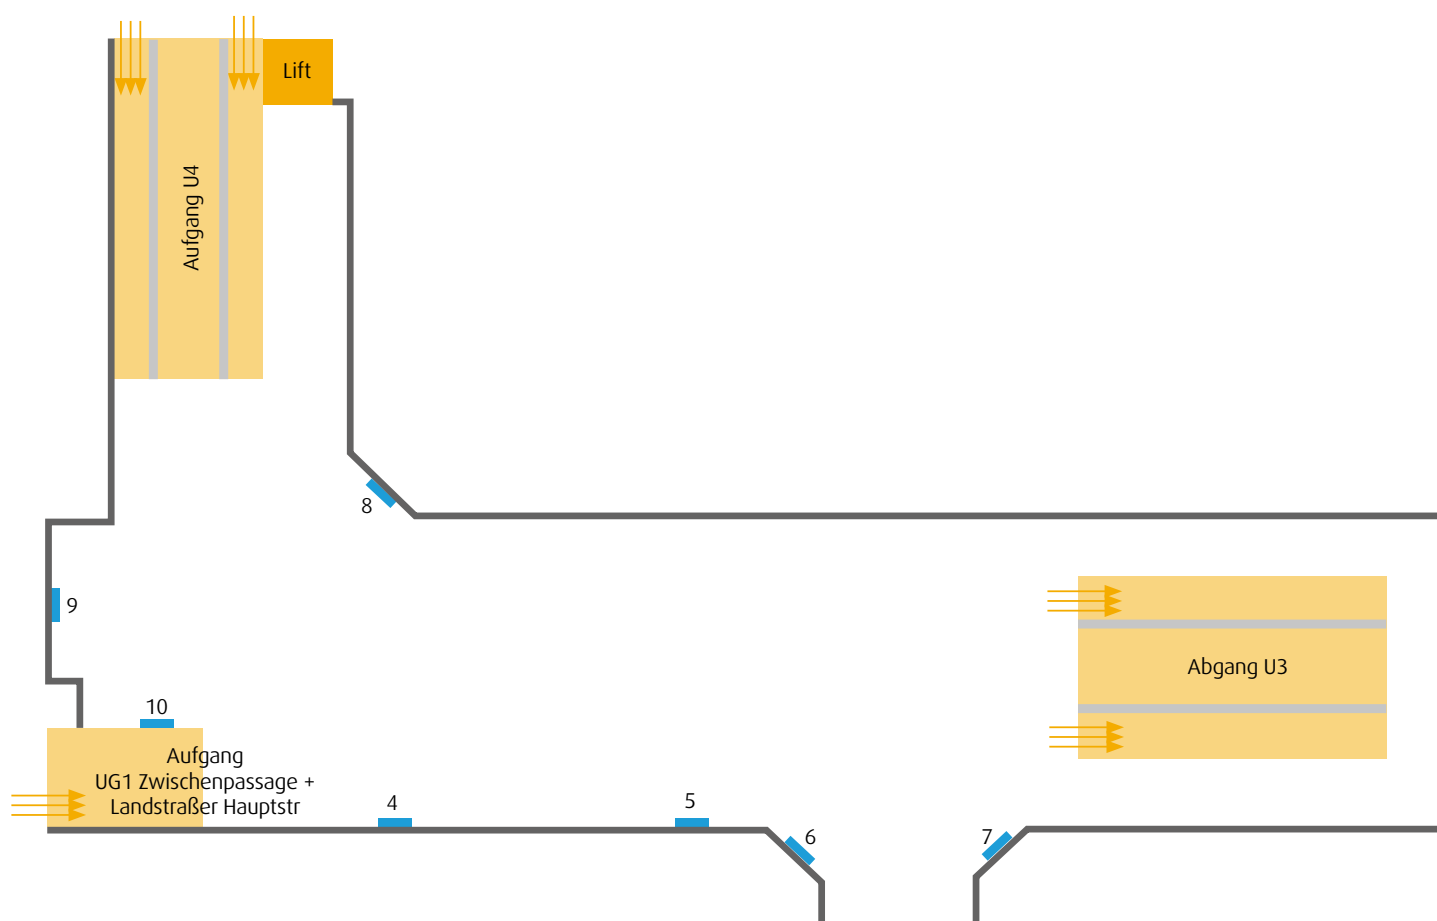 Lift
Aufgang U4
8
9
Abgang U3
10
Aufgang
UG1 Zwischenpassage +
Landstraßer Hauptstr
4
5
6
7